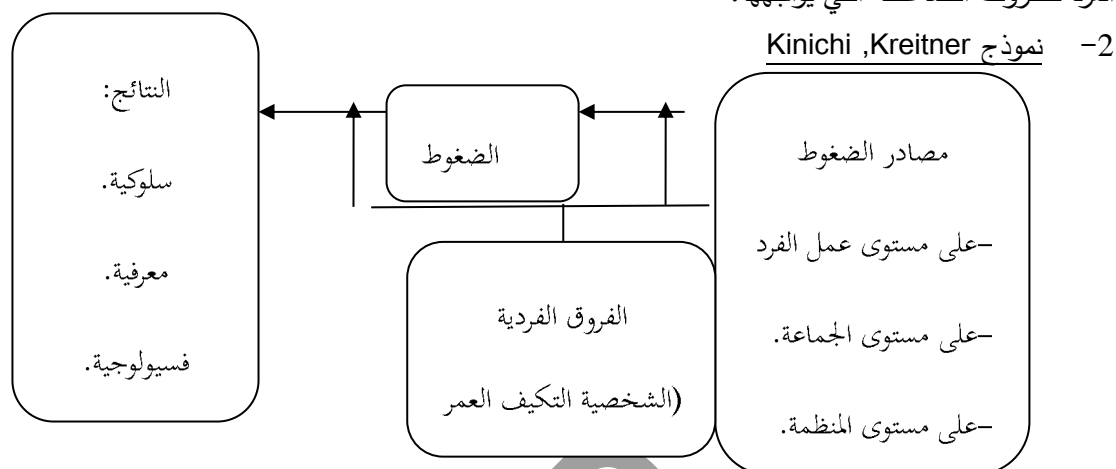 2- نموذج Kinichi ,Kreitner
مصادر الضغوط
-على مستوى عمل الفرد
-على مستوى الجماعة.
-على مستوى المنظمة.
الضغوط
الفروق الفردية
(الشخصية التكيف العمر
النتائج:
سلوكية.
معرفية.
فسيولوجية.